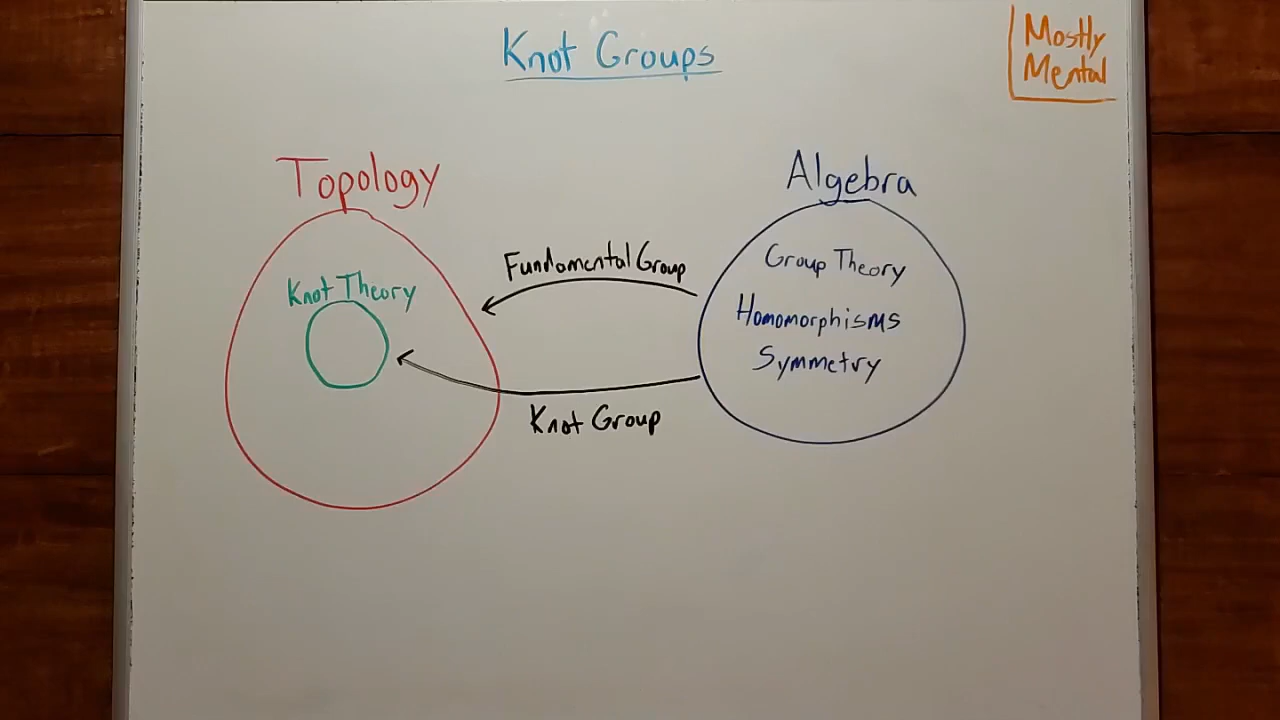 Knot Groups
Mostly
Mental
Topology
Algebra
Knot Theory
Fundamental Group
Group Theory
Homomorphisms
Symmetry
Knot Group